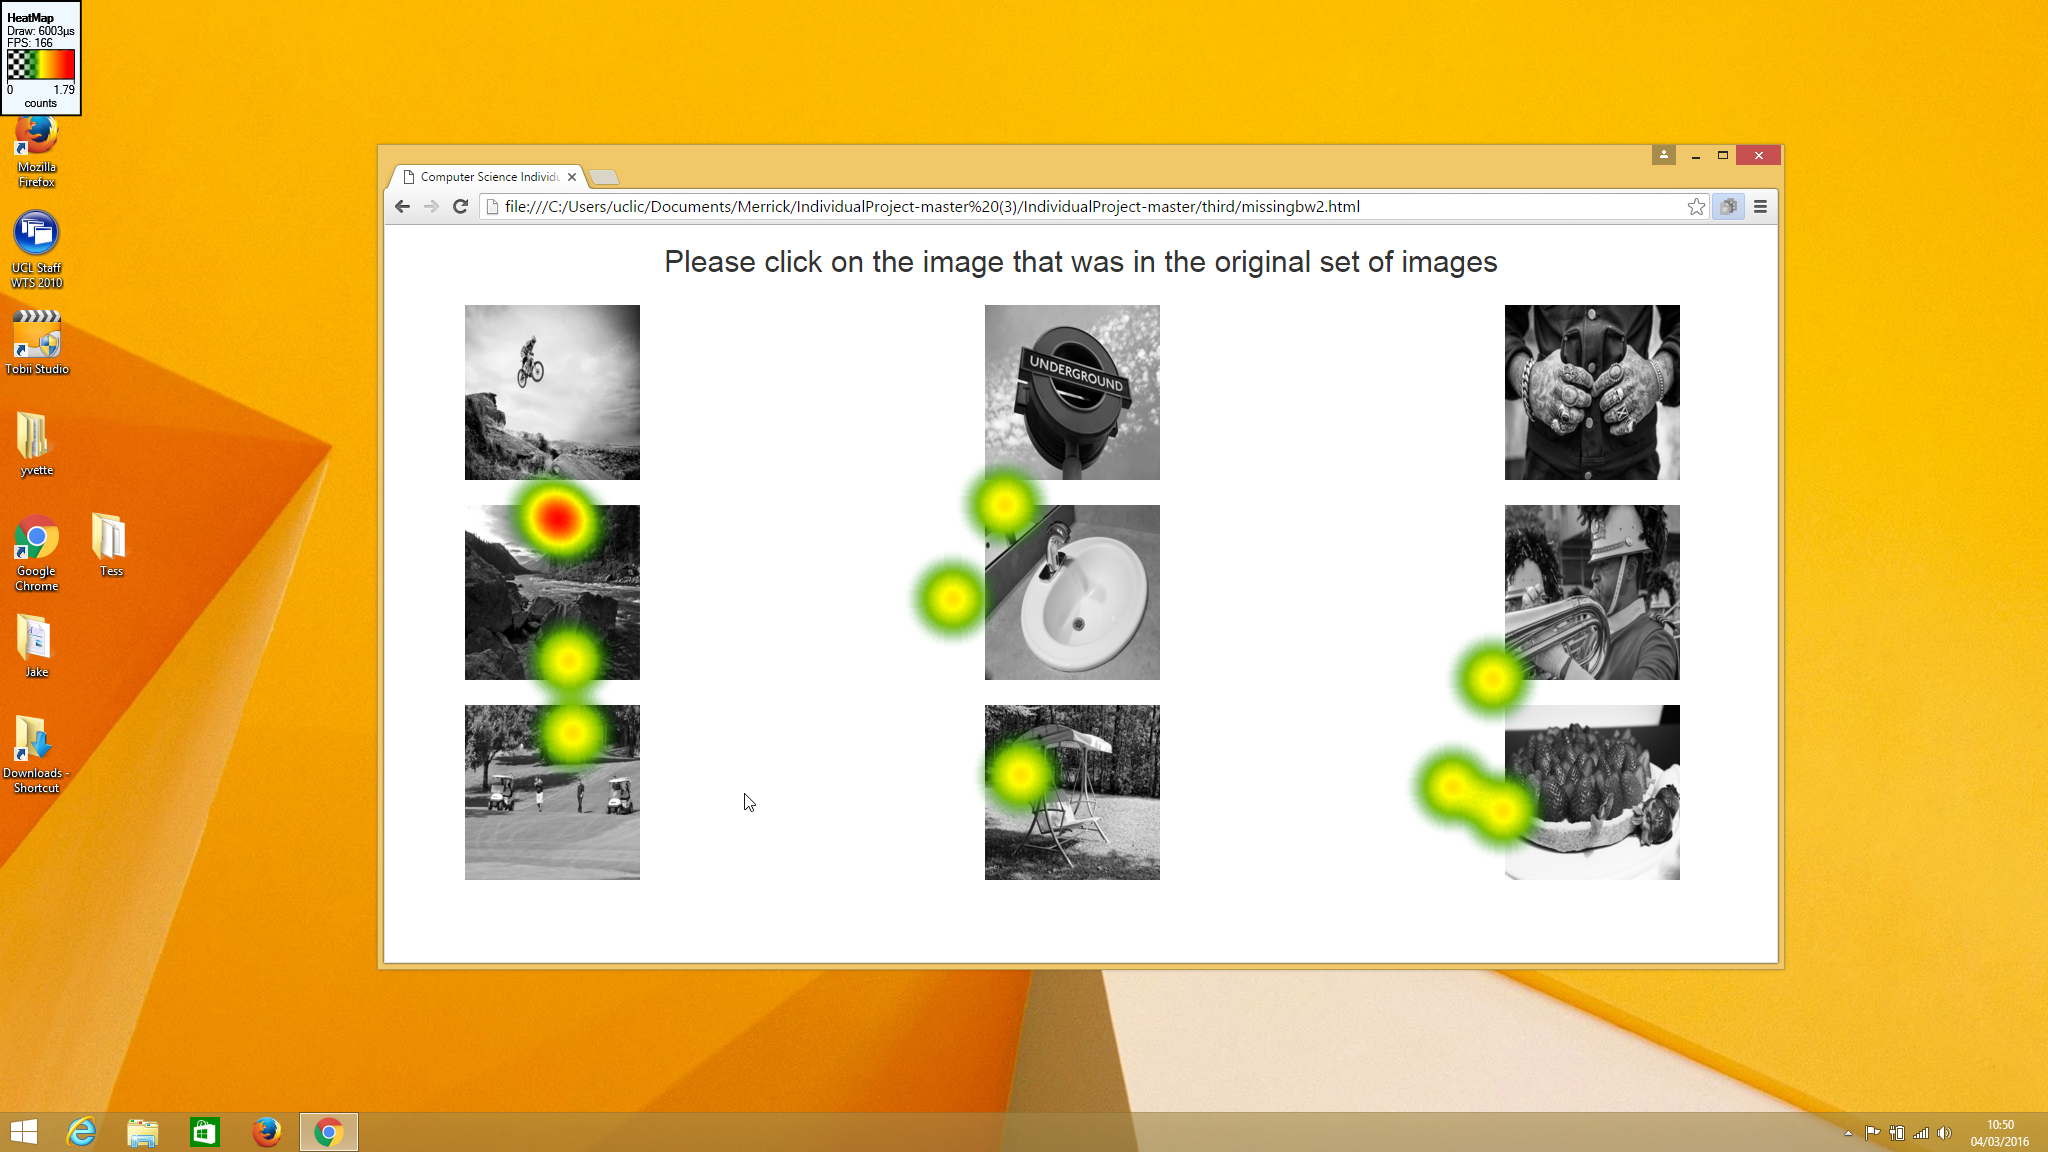 HeatMap
Draw: 6003µs
FPS: 166
0 1.79
counts
Mozilla
Firefox
UCL Staff
WTS 2010
Tobii Studio
yvette
Google
Chrome
Tess
Jake
Downloads -
Shortcut
Computer Science Individu
file:///C:/Users/uclic/Documents/Merrick/IndividualProject-master%20(3)/IndividualProject-master/third/missingbw2.html
Please click on the image that was in the original set of images
UNDERGROUND
10:50
04/03/2016